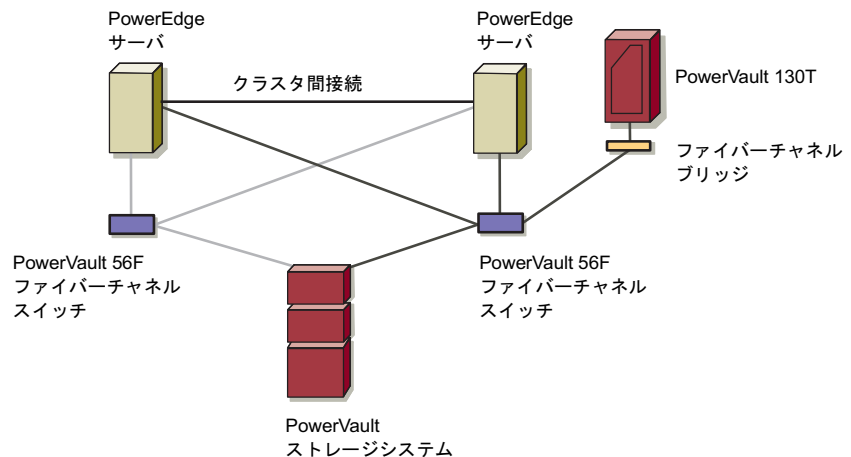 PowerEdge
サーバ
PowerEdge
サーバ
クラスタ間接続
PowerVault 130T
ファイバーチャネル
ブリッジ
PowerVault 56F
ファイバーチャネル
スイッチ
PowerVault 56F
ファイバーチャネル
スイッチ
PowerVault
ストレージシステム